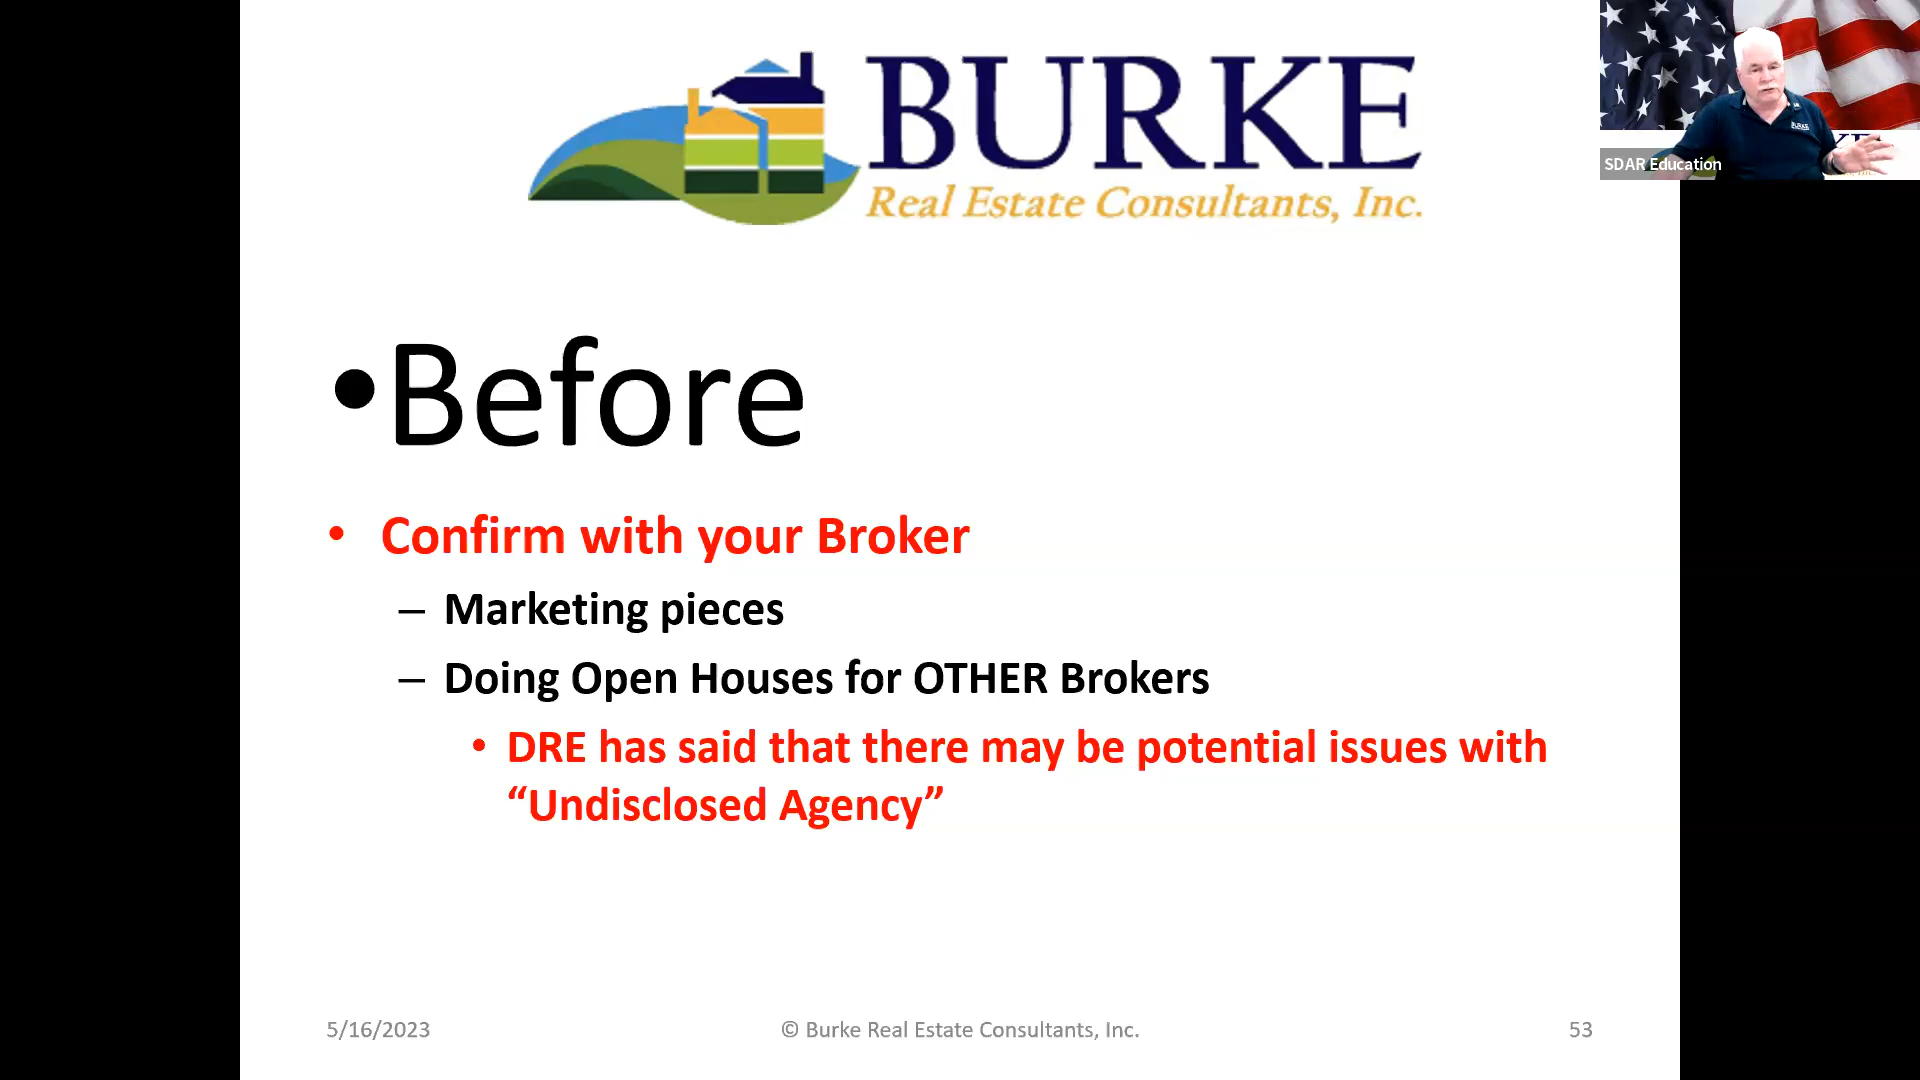 BURKE
Real Estate Consultants, Inc.
SDAR Education
BURKE
•Before
• Confirm with your Broker
– Marketing pieces
– Doing Open Houses for OTHER Brokers
• DRE has said that there may be potential issues with
“Undisclosed Agency”
5/16/2023
© Burke Real Estate Consultants, Inc.
53